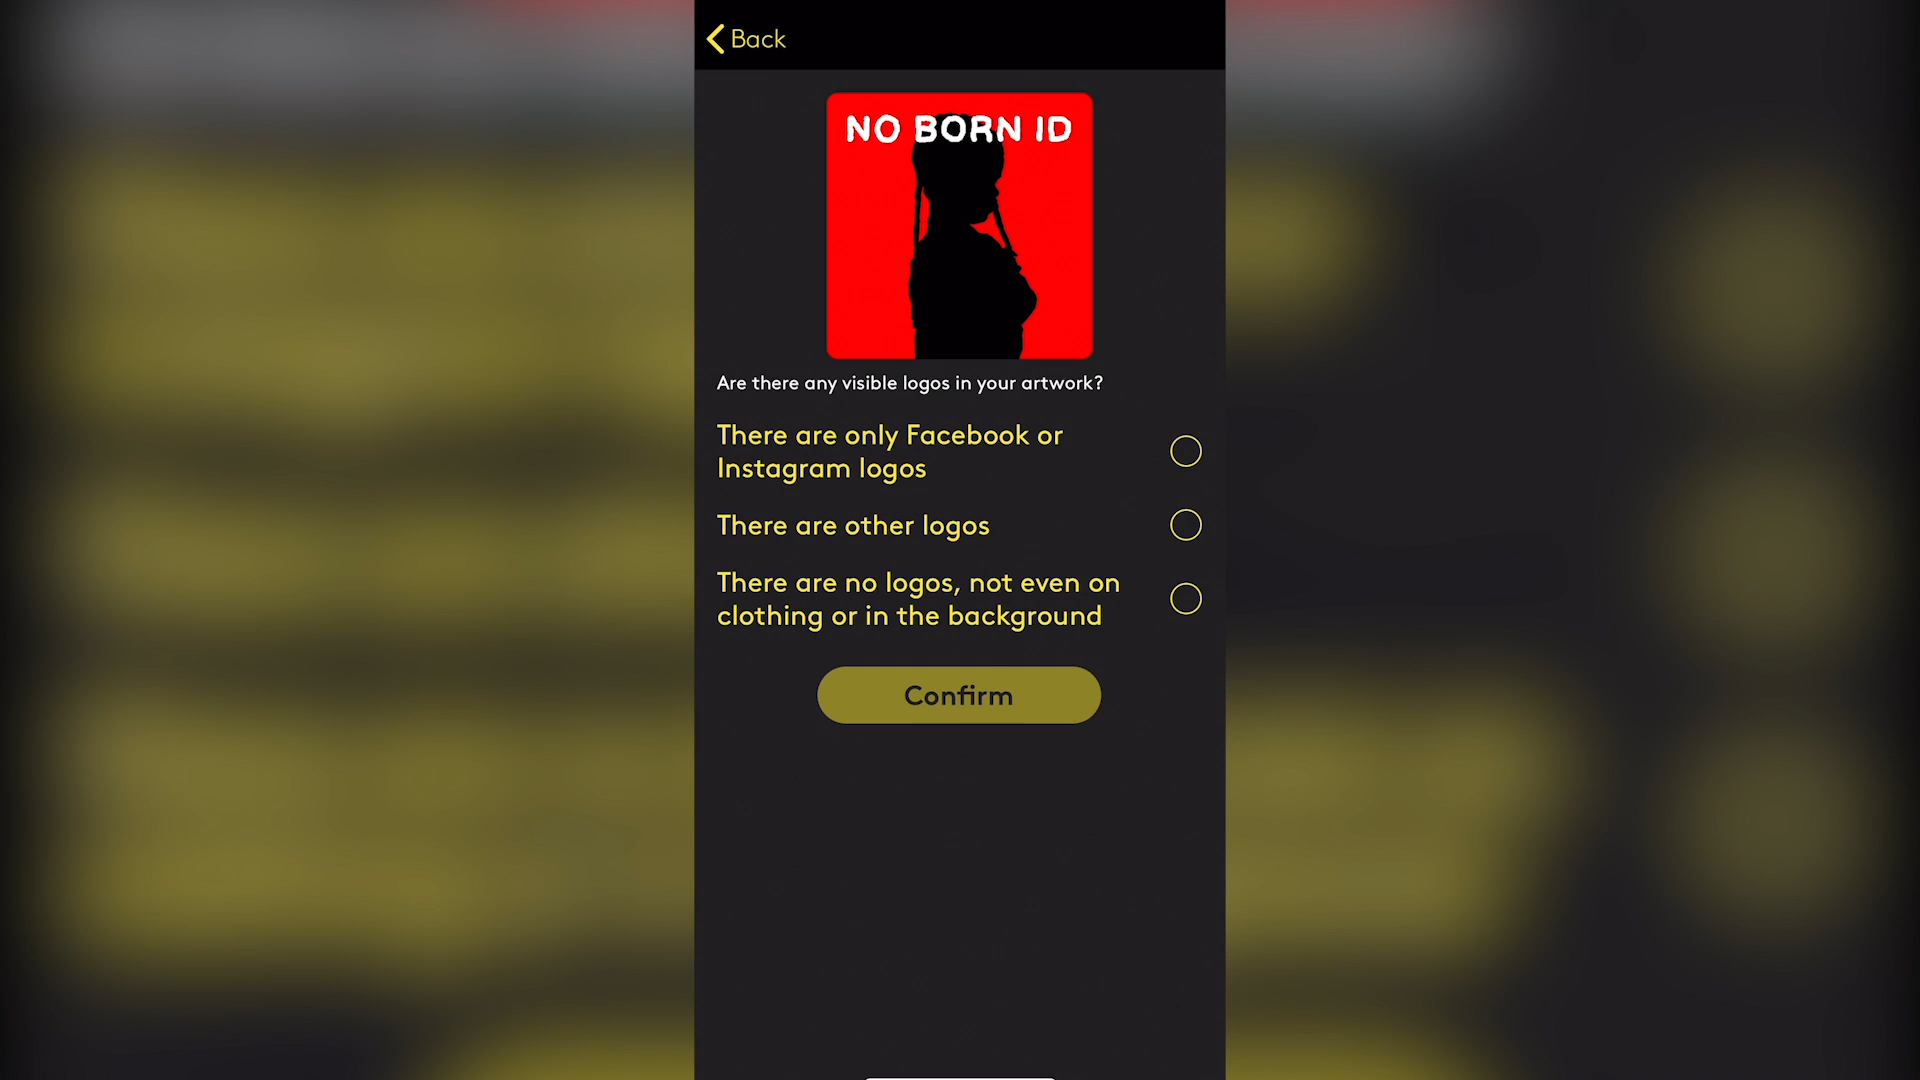 Back
NO BORN ID
Are there any visible logos in your artwork?
There are only Facebook or
Instagram logos
There are other logos
There are no logos, not even on
clothing or in the background
Confirm